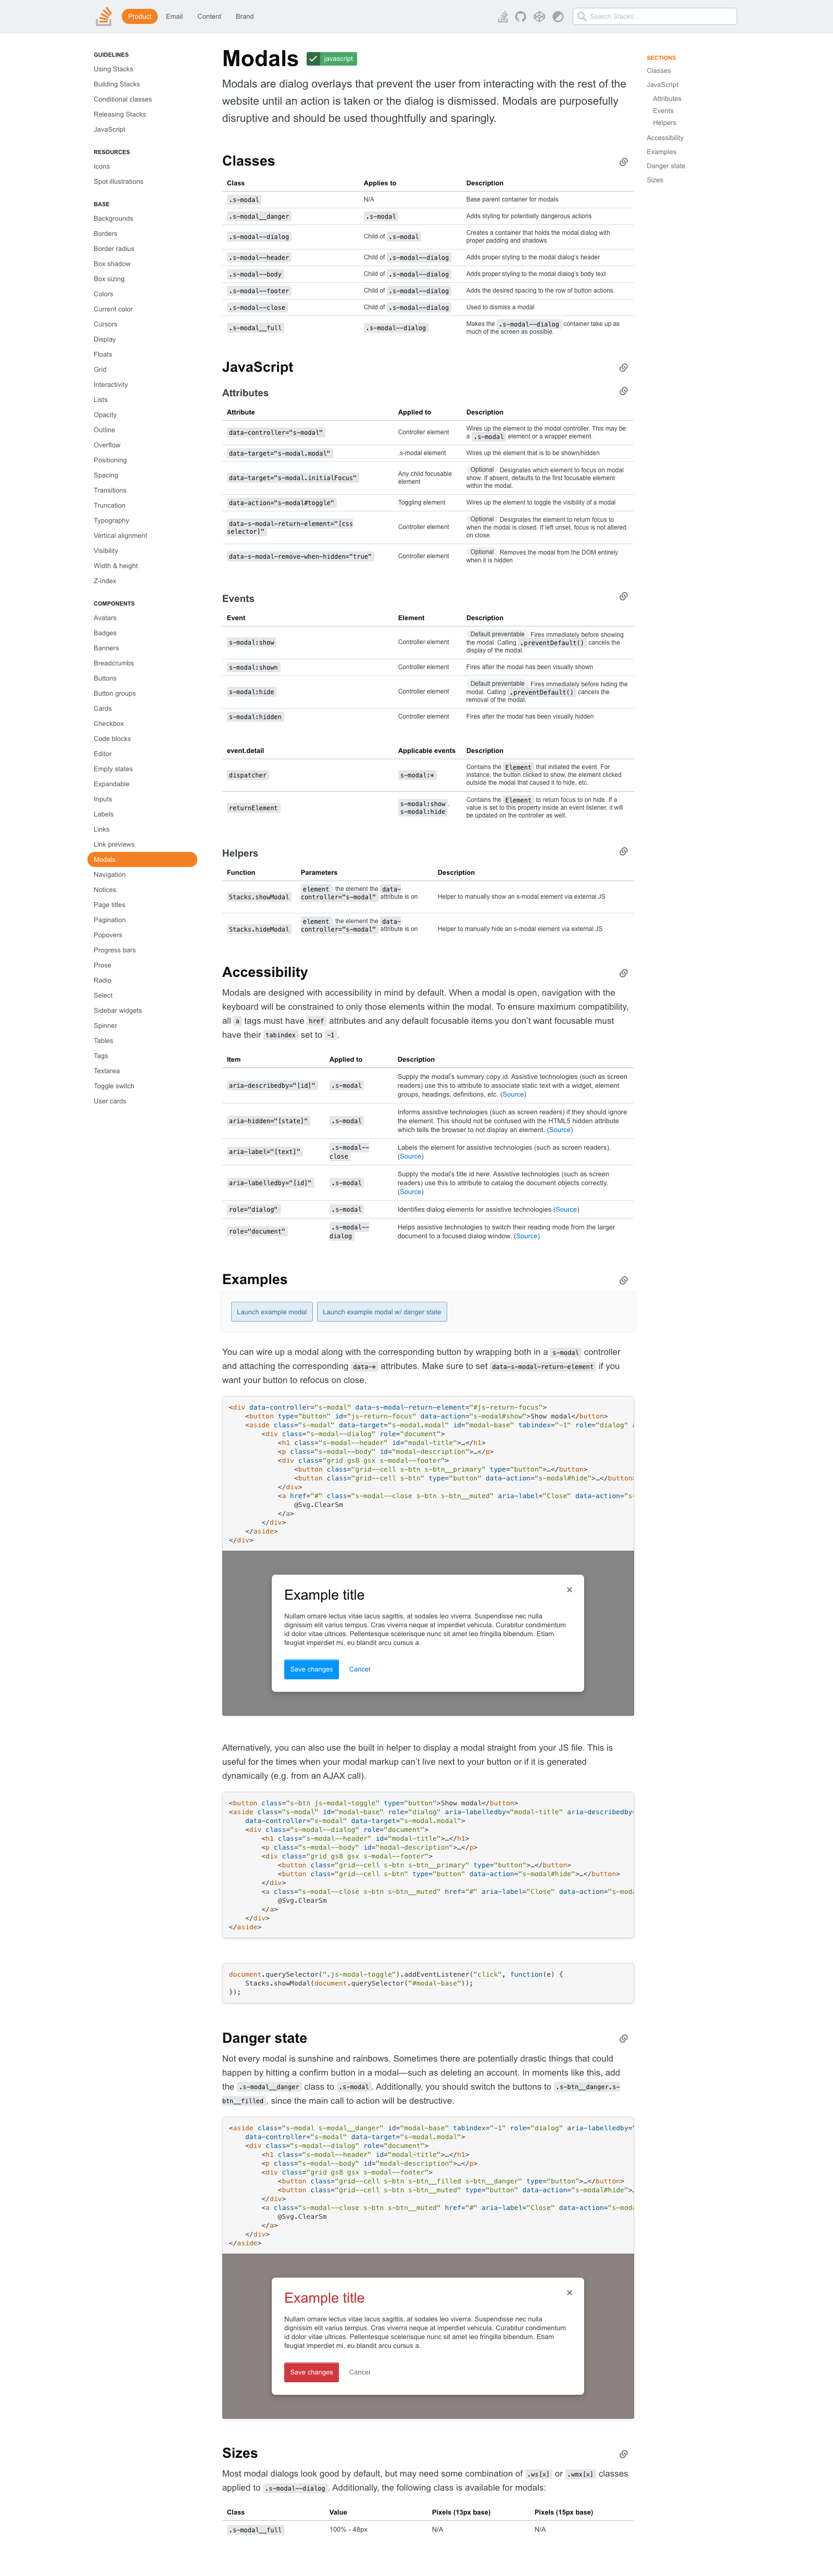 Product Email Content Brand
Search Stacks…
GUIDELINES
Using Stacks
Building Stacks
Conditional classes
Releasing Stacks
JavaScript
RESOURCES
Icons
Spot illustrations
BASE
Backgrounds
Borders
Border radius
Box shadow
Box sizing
Colors
Current color
Cursors
Display
Floats
Grid
Interactivity
Lists
Opacity
Outline
Overflow
Positioning
Spacing
Transitions
Truncation
Typography
Vertical alignment
Visibility
Width & height
Z-index
COMPONENTS
Avatars
Badges
Banners
Breadcrumbs
Buttons
Button groups
Cards
Checkbox
Code blocks
Editor
Empty states
Expandable
Inputs
Labels
Links
Link previews
Modals
Navigation
Notices
Page titles
Pagination
Popovers
Progress bars
Prose
Radio
Select
Sidebar widgets
Spinner
Tables
Tags
Textarea
Toggle switch
User cards
Modals javascript
Modals are dialog overlays that prevent the user from interacting with the rest of the
website until an action is taken or the dialog is dismissed. Modals are purposefully
disruptive and should be used thoughtfully and sparingly.
Classes
Class Applies to Description
.s-modal N/A Base parent container for modals
.s-modal__danger .s-modal Adds styling for potentially dangerous actions
.s-modal--dialog Child of .s-modal Creates a container that holds the modal dialog with
proper padding and shadows
.s-modal--header Child of .s-modal--dialog Adds proper styling to the modal dialog's header
.s-modal--body Child of .s-modal--dialog Adds proper styling to the modal dialog's body text
.s-modal--footer Child of .s-modal--dialog Adds the desired spacing to the row of button actions.
.s-modal--close Child of .s-modal--dialog Used to dismiss a modal
.s-modal__full .s-modal--dialog Makes the .s-modal--dialog container take up as
much of the screen as possible.
JavaScript
Attributes
Attribute Applied to Description
data-controller="s-modal" Controller element Wires up the element to the modal controller. This may be
a .s-modal element or a wrapper element.
data-target="s-modal.modal" .s-modal element Wires up the element that is to be shown/hidden
data-target="s-modal.initialFocus" Any child focusable
element Optional Designates which element to focus on modal
show. If absent, defaults to the first focusable element
within the modal.
data-action="s-modal#toggle" Toggling element Wires up the element to toggle the visibility of a modal
data-s-modal-return-element="[css
selector]" Controller element Optional Designates the element to return focus to
when the modal is closed. If left unset, focus is not altered
on close.
data-s-modal-remove-when-hidden="true" Controller element Optional Removes the modal from the DOM entirely
when it is hidden
Events
Event Element Description
s-modal:show Controller element Default preventable Fires immediately before showing
the modal. Calling .preventDefault() cancels the
display of the modal.
s-modal:shown Controller element Fires after the modal has been visually shown
s-modal:hide Controller element Default preventable Fires immediately before hiding the
modal. Calling .preventDefault() cancels the
removal of the modal.
s-modal:hidden Controller element Fires after the modal has been visually hidden
event.detail Applicable events Description
dispatcher s-modal:* Contains the Element that initiated the event. For
instance, the button clicked to show, the element clicked
outside the modal that caused it to hide, etc.
returnElement s-modal:show,
s-modal:hide Contains the Element to return focus to on hide. If a
value is set to this property inside an event listener, it will
be updated on the controller as well.
Helpers
Function Parameters Description
Stacks.showModal element: the element the data-
controller="s-modal" attribute is on Helper to manually show an s-modal element via external JS
Stacks.hideModal element: the element the data-
controller="s-modal" attribute is on Helper to manually hide an s-modal element via external JS
Accessibility
Modals are designed with accessibility in mind by default. When a modal is open, navigation with the
keyboard will be constrained to only those elements within the modal. To ensure maximum compatibility,
all a tags must have href attributes and any default focusable items you don't want focusable must
have their tabindex set to -1.
Item Applied to Description
aria-describedby="[id]" .s-modal Supply the modal's summary copy id. Assistive technologies (such as screen
readers) use this to attribute to associate static text with a widget, element
groups, headings, definitions, etc. (Source)
aria-hidden="[state]" .s-modal Informs assistive technologies (such as screen readers) if they should ignore
the element. This should not be confused with the HTML5 hidden attribute
which tells the browser to not display an element. (Source)
aria-label="[text]" .s-modal--
close Labels the element for assistive technologies (such as screen readers).
(Source)
aria-labelledby="[id]" .s-modal Supply the modal's title id here. Assistive technologies (such as screen
readers) use this to attribute to catalog the document objects correctly.
(Source)
role="dialog" .s-modal Identifies dialog elements for assistive technologies (Source)
role="document" .s-modal--
dialog Helps assistive technologies to switch their reading mode from the larger
document to a focused dialog window. (Source)
Examples
Launch example modal Launch example modal w/ danger state
You can wire up a modal along with the corresponding button by wrapping both in a s-modal controller
and attaching the corresponding data-* attributes. Make sure to set data-s-modal-return-element if you
want your button to refocus on close.
<div data-controller="s-modal" data-s-modal-return-element="#js-return-focus">
<button type="button" id="js-return-focus" data-action="s-modal#show">Show modal</button>
<aside class="s-modal" data-target="s-modal.modal" id="modal-base" tabindex="-1" role="dialog"
<div class="s-modal--dialog" role="document">
<h1 class="s-modal--header" id="modal-title">…</h1>
<p class="s-modal--body" id="modal-description">…</p>
<div class="grid gs8 gsx s-modal--footer">
<button class="grid--cell s-btn s-btn__primary" type="button">…</button>
<button class="grid--cell s-btn" type="button" data-action="s-modal#hide">…</button>
</div>
<a href="#" class="s-modal--close s-btn s-btn__muted" aria-label="Close" data-action="s-
@Svg.ClearSm
</a>
</div>
</aside>
</div>
Example title
Nullam ornare lectus vitae lacus sagittis, at sodales leo viverra. Suspendisse nec nulla
dignissim elit varius tempus. Cras viverra neque at imperdiet vehicula. Curabitur condimentum
id dolor vitae ultrices. Pellentesque scelerisque nunc sit amet leo fringilla bibendum. Etiam
feugiat imperdiet mi, eu blandit arcu cursus a.
Save changes Cancel
Alternatively, you can also use the built in helper to display a modal straight from your JS file. This is
useful for the times when your modal markup can't live next to your button or if it is generated
dynamically (e.g. from an AJAX call).
<button class="s-btn js-modal-toggle" type="button">Show modal</button>
<aside class="s-modal" id="modal-base" role="dialog" aria-labelledby="modal-title" aria-describedby=
data-controller="s-modal" data-target="s-modal.modal">
<div class="s-modal--dialog" role="document">
<h1 class="s-modal--header" id="modal-title">…</h1>
<p class="s-modal--body" id="modal-description">…</p>
<div class="grid gs8 gsx s-modal--footer">
<button class="grid--cell s-btn s-btn__primary" type="button">…</button>
<button class="grid--cell s-btn" type="button" data-action="s-modal#hide">…</button>
</div>
<a class="s-modal--close s-btn s-btn__muted" href="#" aria-label="Close" data-action="s-moda
@Svg.ClearSm
</a>
</div>
</aside>
document.querySelector(".js-modal-toggle").addEventListener("click", function(e) {
Stacks.showModal(document.querySelector("#modal-base"));
});
Danger state
Not every modal is sunshine and rainbows. Sometimes there are potentially drastic things that could
happen by hitting a confirm button in a modal—such as deleting an account. In moments like this, add
the .s-modal__danger class to .s-modal. Additionally, you should switch the buttons to .s-btn__danger.s-
btn__filled, since the main call to action will be destructive.
<aside class="s-modal s-modal__danger" id="modal-base" tabindex="-1" role="dialog" aria-labelledby=
data-controller="s-modal" data-target="s-modal.modal">
<div class="s-modal--dialog" role="document">
<h1 class="s-modal--header" id="modal-title">…</h1>
<p class="s-modal--body" id="modal-description">…</p>
<div class="grid gs8 gsx s-modal--footer">
<button class="grid--cell s-btn s-btn__filled s-btn__danger" type="button">…</button>
<button class="grid--cell s-btn s-btn__muted" type="button" data-action="s-modal#hide">…
</div>
<a class="s-modal--close s-btn s-btn__muted" href="#" aria-label="Close" data-action="s-moda
@Svg.ClearSm
</a>
</div>
</aside>
Example title
Nullam ornare lectus vitae lacus sagittis, at sodales leo viverra. Suspendisse nec nulla
dignissim elit varius tempus. Cras viverra neque at imperdiet vehicula. Curabitur condimentum
id dolor vitae ultrices. Pellentesque scelerisque nunc sit amet leo fringilla bibendum. Etiam
feugiat imperdiet mi, eu blandit arcu cursus a.
Save changes Cancel
Sizes
Most modal dialogs look good by default, but may need some combination of .ws[x] or .wmx[x] classes
applied to .s-modal--dialog. Additionally, the following class is available for modals:
Class Value Pixels (13px base) Pixels (15px base)
.s-modal__full 100% - 48px N/A N/A
SECTIONS
Classes
JavaScript
Attributes
Events
Helpers
Accessibility
Examples
Danger state
Sizes